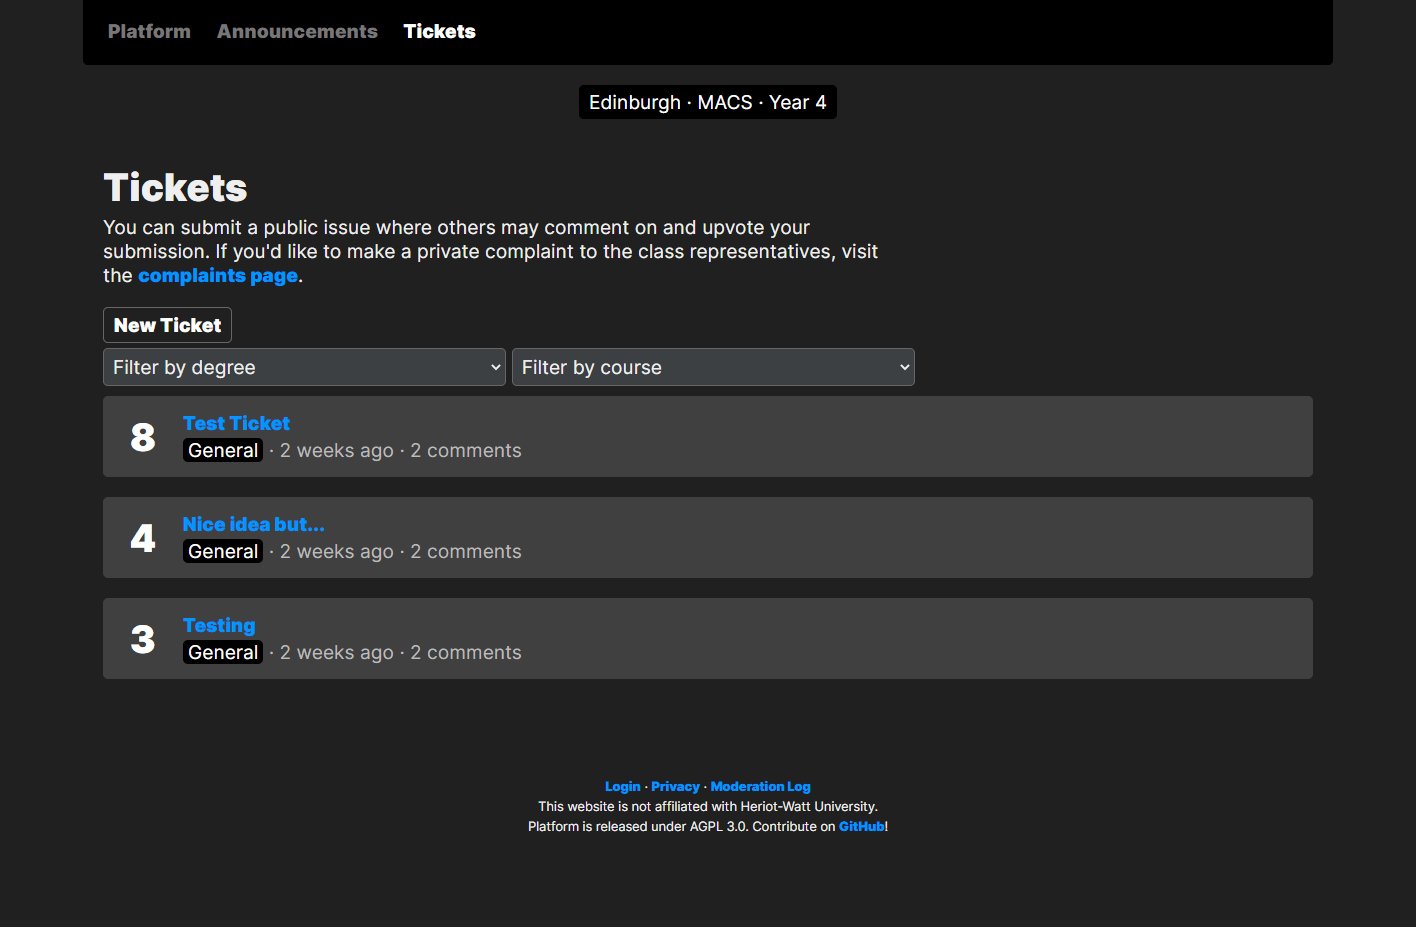 Platform Announcements Tickets
Edinburgh · MACS · Year 4
Tickets
You can submit a public issue where others may comment on and upvote your
submission. If you'd like to make a private complaint to the class representatives, visit
the complaints page.
New Ticket
Filter by degree Filter by course
8 Test Ticket
General · 2 weeks ago · 2 comments
4 Nice idea but...
General · 2 weeks ago · 2 comments
3 Testing
General · 2 weeks ago · 2 comments
Login · Privacy · Moderation Log
This website is not affiliated with Heriot-Watt University.
Platform is released under AGPL 3.0. Contribute on GitHub!